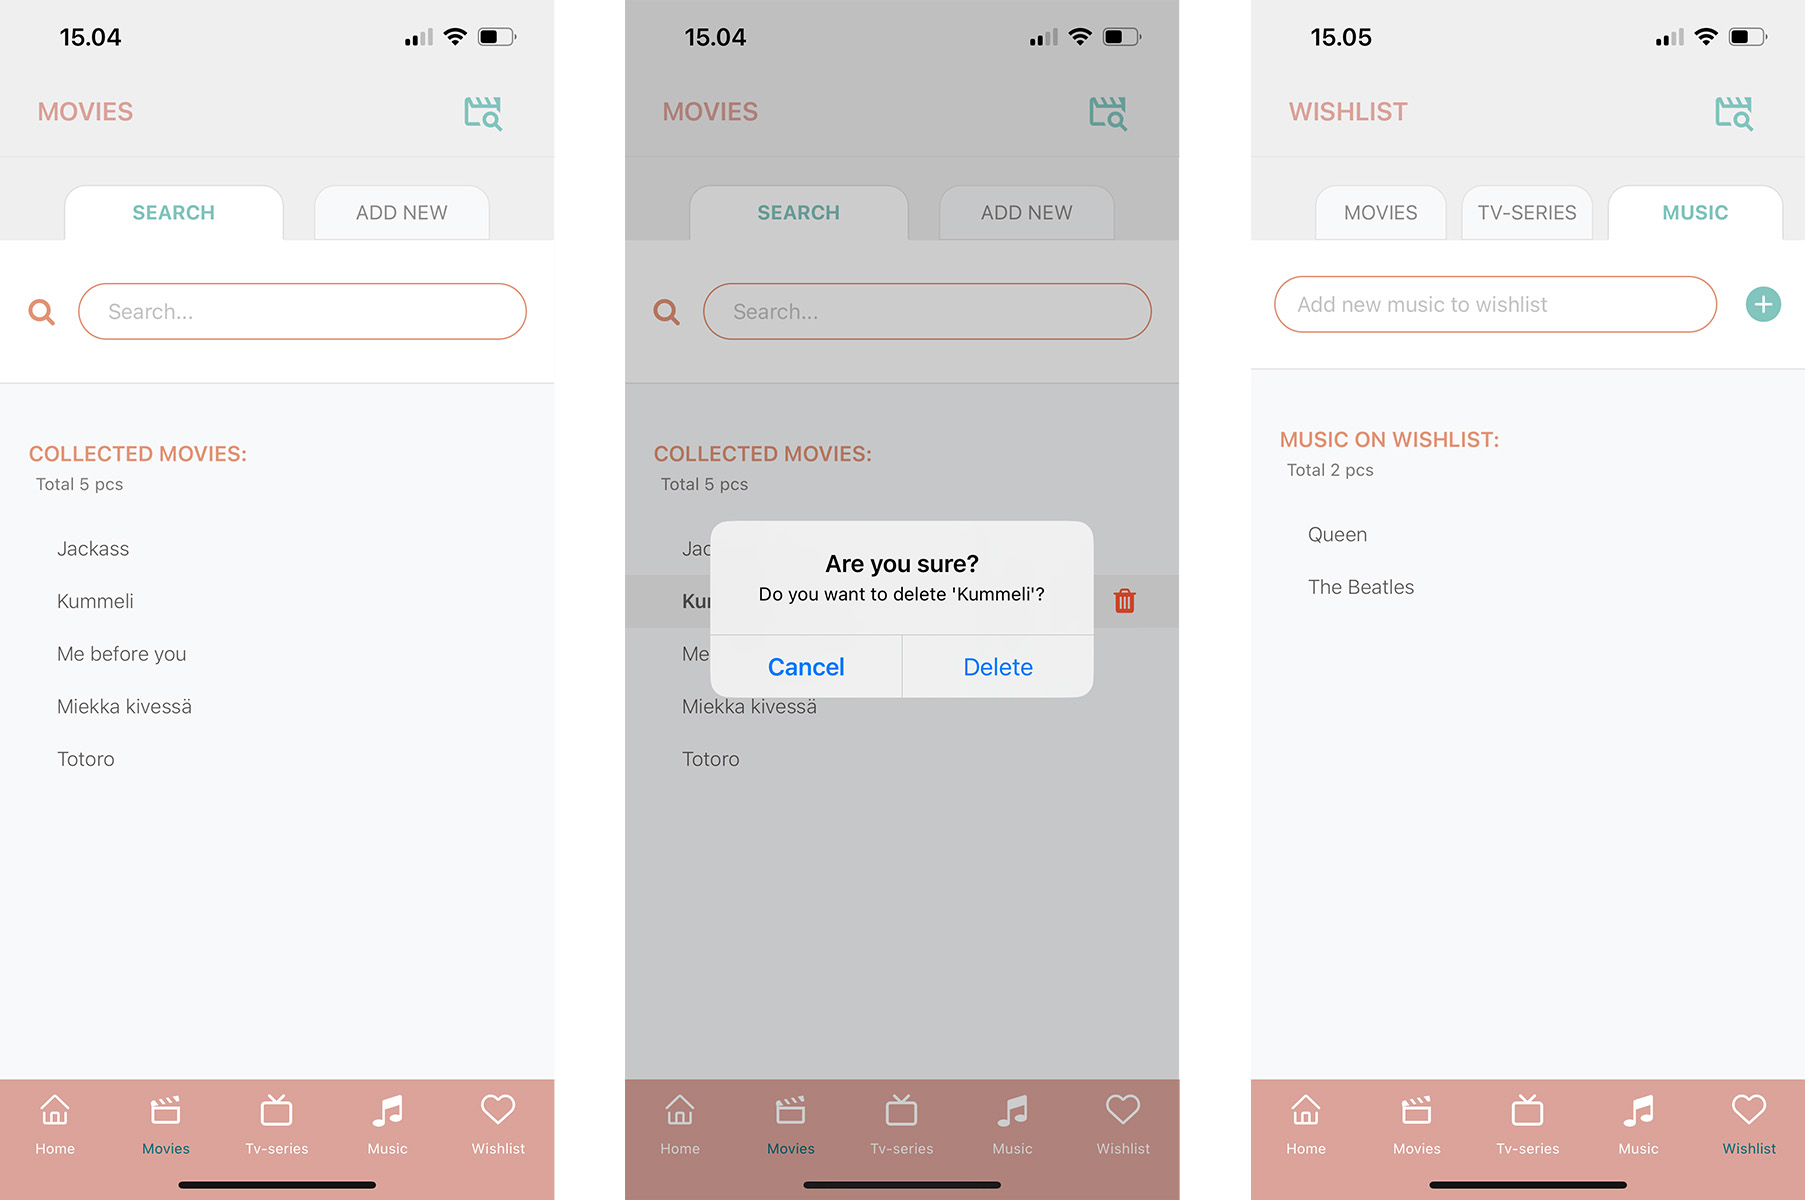 15.04
MOVIES
SEARCH
ADD NEW
Search...
COLLECTED MOVIES:
Total 5 pcs
Jackass
Kummeli
Me before you
Miekka kivessä
Totoro
Home
Movies
Tv-series
Music
Wishlist
15.04
MOVIES
SEARCH
ADD NEW
Search...
COLLECTED MOVIES:
Total 5 pcs
Jac
Kur
Me
Miekka kivessä
Totoro
Are you sure?
Do you want to delete 'Kummeli'?
Cancel
Delete
Home
Movies
Tv-series
Music
Wishlist
15.05
WISHLIST
MOVIES
TV-SERIES
MUSIC
Add new music to wishlist
MUSIC ON WISHLIST:
Total 2 pcs
Queen
The Beatles
Home
Movies
Tv-series
Music
Wishlist